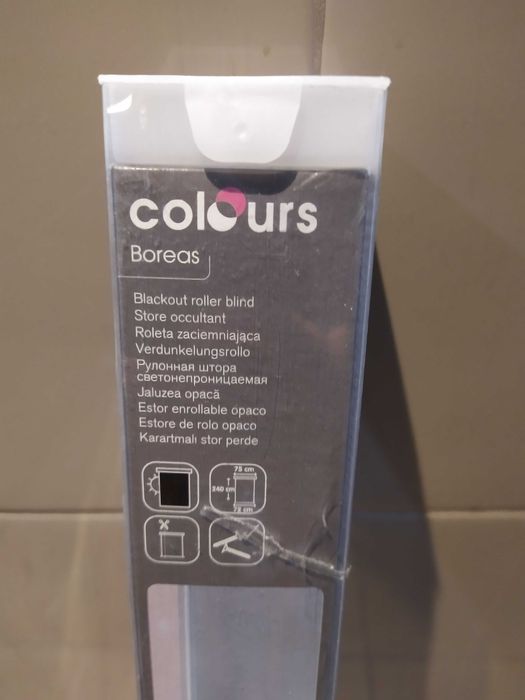 colours
Boreas
Blackout roller blind
Store occultant
Roleta zaciemniająca
Verdunkelungsrollo
Рулонная штора
светонепроницаемая
Jaluzea opacă
Estor enrollable opaco
Estore de rolo opaco
Karartmalı stor perde
75 cm
240 cm
72 cm